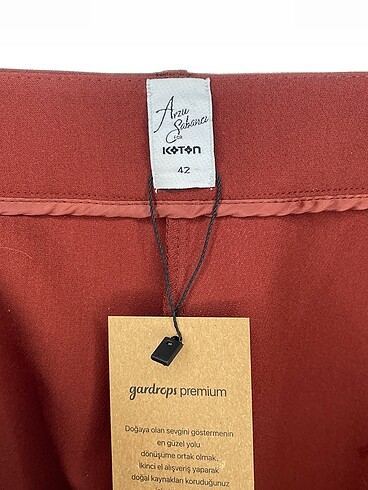 Arzu
Sabancı
FOR
KOTON
42
gardrops premium
Doğaya olan sevgini göstermenin
en güzel yolu
dönüşüme ortak olmak.
İkinci el alışveriş yaparak
doğal kaynakları koruduğunuz